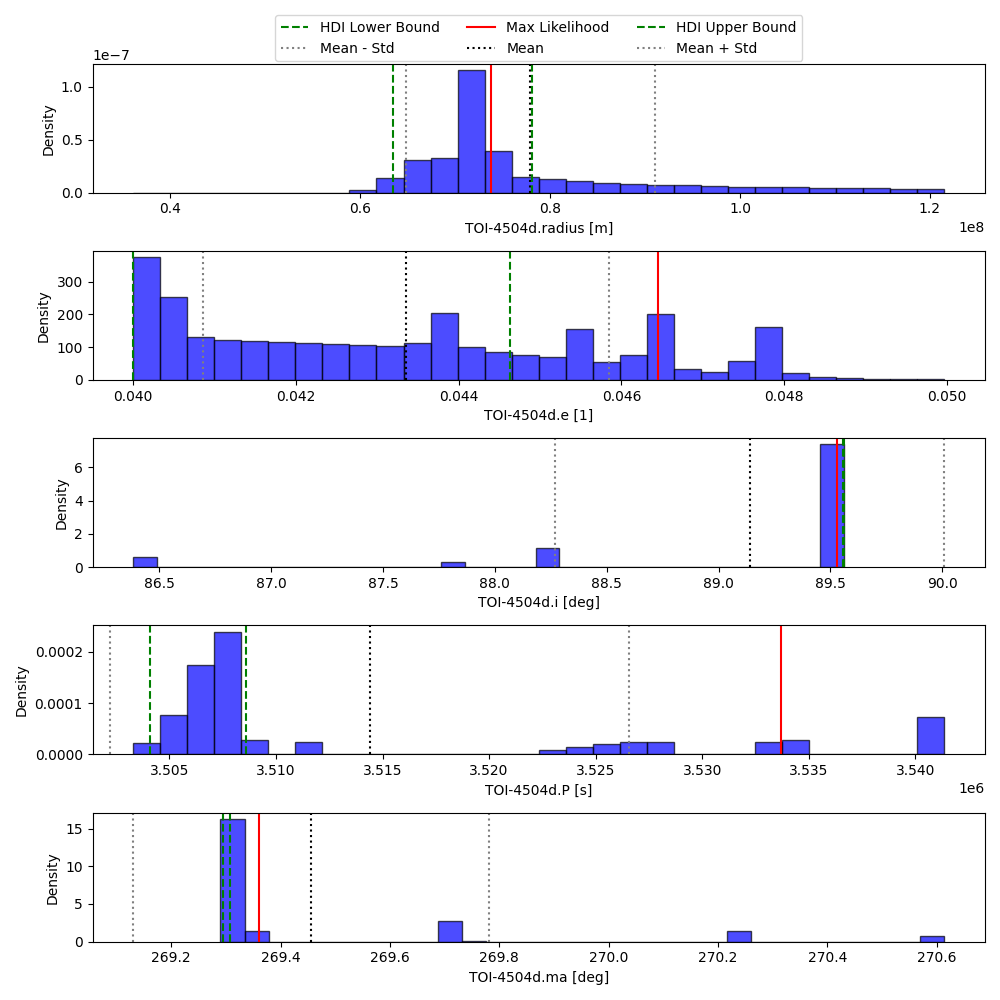 HDI Lower Bound Max Likelihood HDI Upper Bound
Mean - Std Mean Mean + Std
1e−7
1.0
0.5
0.0
Density
0.4 0.6 0.8 1.0 1.2
1e8
TOI-4504d.radius [m]
300
200
100
0
Density
0.040 0.042 0.044 0.046 0.048 0.050
TOI-4504d.e [1]
6
4
2
0
Density
86.5 87.0 87.5 88.0 88.5 89.0 89.5 90.0
TOI-4504d.i [deg]
0.0002
0.0001
0.0000
Density
3.505 3.510 3.515 3.520 3.525 3.530 3.535 3.540
1e6
TOI-4504d.P [s]
15
10
5
0
Density
269.2 269.4 269.6 269.8 270.0 270.2 270.4 270.6
TOI-4504d.ma [deg]